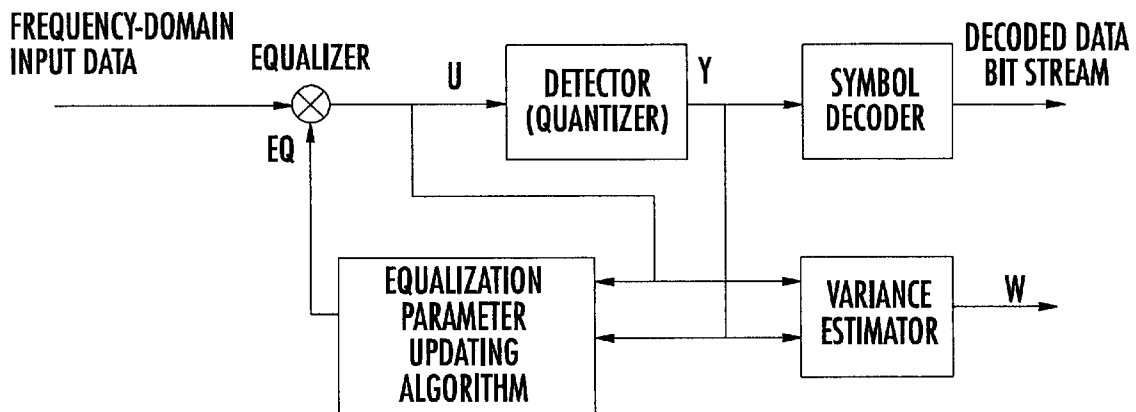 FREQUENCY-DOMAIN
INPUT DATA
EQUALIZER
EQ
U
DETECTOR
(QUANTIZER)
Y
SYMBOL
DECODER
DECODED DATA
BIT STREAM
EQUALIZATION
PARAMETER
UPDATING
ALGORITHM
VARIANCE
ESTIMATOR
W